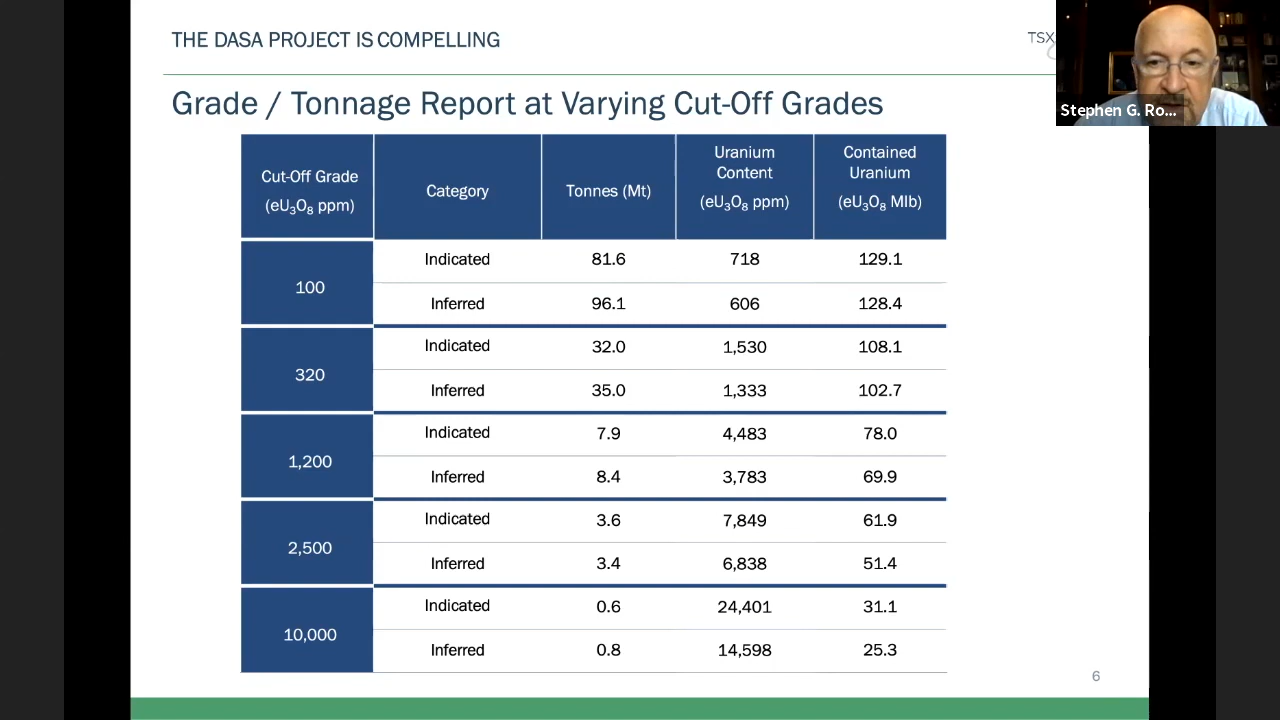 THE DASA PROJECT IS COMPELLING
TSX
Stephen G. Ro...
Grade / Tonnage Report at Varying Cut-Off Grades
Cut-Off Grade (eU₃O₈ ppm) Category Tonnes (Mt) Uranium Content (eU₃O₈ ppm) Contained Uranium (eU₃O₈ Mlb)
100 Indicated 81.6 718 129.1
Inferred 96.1 606 128.4
320 Indicated 32.0 1,530 108.1
Inferred 35.0 1,333 102.7
1,200 Indicated 7.9 4,483 78.0
Inferred 8.4 3,783 69.9
2,500 Indicated 3.6 7,849 61.9
Inferred 3.4 6,838 51.4
10,000 Indicated 0.6 24,401 31.1
Inferred 0.8 14,598 25.3
6